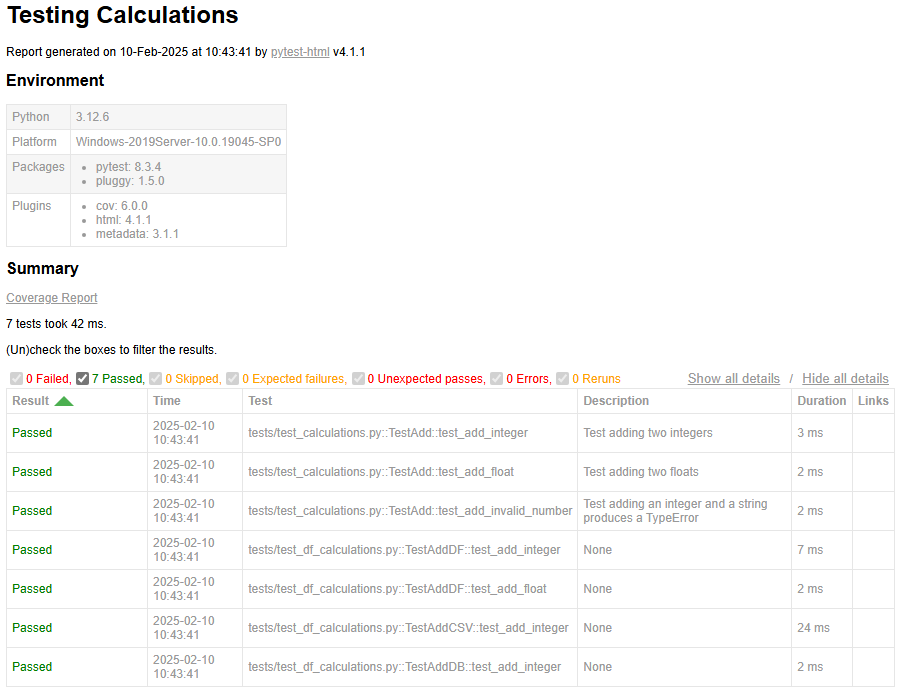 Testing Calculations
Report generated on 10-Feb-2025 at 10:43:41 by pytest-html v4.1.1
Environment
Python 3.12.6
Platform Windows-2019Server-10.0.19045-SP0
Packages
pytest: 8.3.4
pluggy: 1.5.0
Plugins
cov: 6.0.0
html: 4.1.1
metadata: 3.1.1
Summary
Coverage Report
7 tests took 42 ms.
(Un)check the boxes to filter the results.
0 Failed, 7 Passed, 0 Skipped, 0 Expected failures, 0 Unexpected passes, 0 Errors, 0 Reruns Show all details / Hide all details
Result Time Test Description Duration Links
Passed 2025-02-10 10:43:41 tests/test_calculations.py::TestAdd::test_add_integer Test adding two integers 3 ms
Passed 2025-02-10 10:43:41 tests/test_calculations.py::TestAdd::test_add_float Test adding two floats 2 ms
Passed 2025-02-10 10:43:41 tests/test_calculations.py::TestAdd::test_add_invalid_number Test adding an integer and a string produces a TypeError 2 ms
Passed 2025-02-10 10:43:41 tests/test_df_calculations.py::TestAddDF::test_add_integer None 7 ms
Passed 2025-02-10 10:43:41 tests/test_df_calculations.py::TestAddDF::test_add_float None 2 ms
Passed 2025-02-10 10:43:41 tests/test_df_calculations.py::TestAddCSV::test_add_integer None 24 ms
Passed 2025-02-10 10:43:41 tests/test_df_calculations.py::TestAddDB::test_add_integer None 2 ms